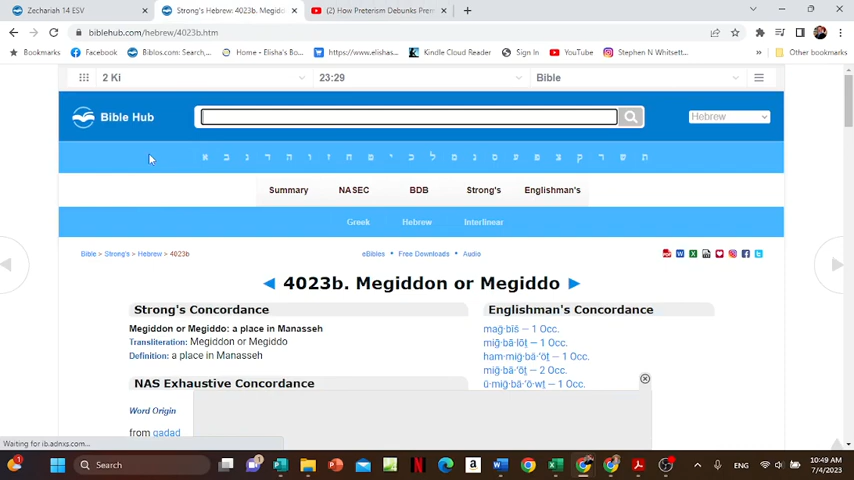 Zechariah 14 ESV
Strong's Hebrew: 4023b. Megiddo
(2) How Preterism Debunks Pren
biblehub.com/hebrew/4023b.htm
Bookmarks
Facebook
Biblos.com: Search,...
Home - Elisha's Bo...
https://www.elishas...
Kindle Cloud Reader
Sign In
YouTube
Stephen N Whitsett...
»
Other bookmarks
2 Ki
23:29
Bible
Bible Hub
Hebrew
א ב ג ד ה ו ז ח ט י כ ל מ נ ס ע פ צ ק ר ש ת
Summary NASEC BDB Strong's Englishman's
Greek Hebrew Interlinear
Bible > Strong's > Hebrew > 4023b
eBibles • Free Downloads • Audio
4023b. Megiddon or Megiddo
Strong's Concordance
Megiddon or Megiddo: a place in Manasseh
Transliteration: Megiddon or Megiddo
Definition: a place in Manasseh
NAS Exhaustive Concordance
Word Origin
from gadad
Englishman's Concordance
maḡ·bîš — 1 Occ.
miḡ·bā·lōṯ — 1 Occ.
ham·miḡ·bā·‘ōṯ — 1 Occ.
miḡ·bā·‘ōṯ — 2 Occ.
ū·miḡ·bā·‘ō·wṯ — 1 Occ.
Waiting for ib.adnxs.com...
Search
ENG
10:49 AM
7/4/2023